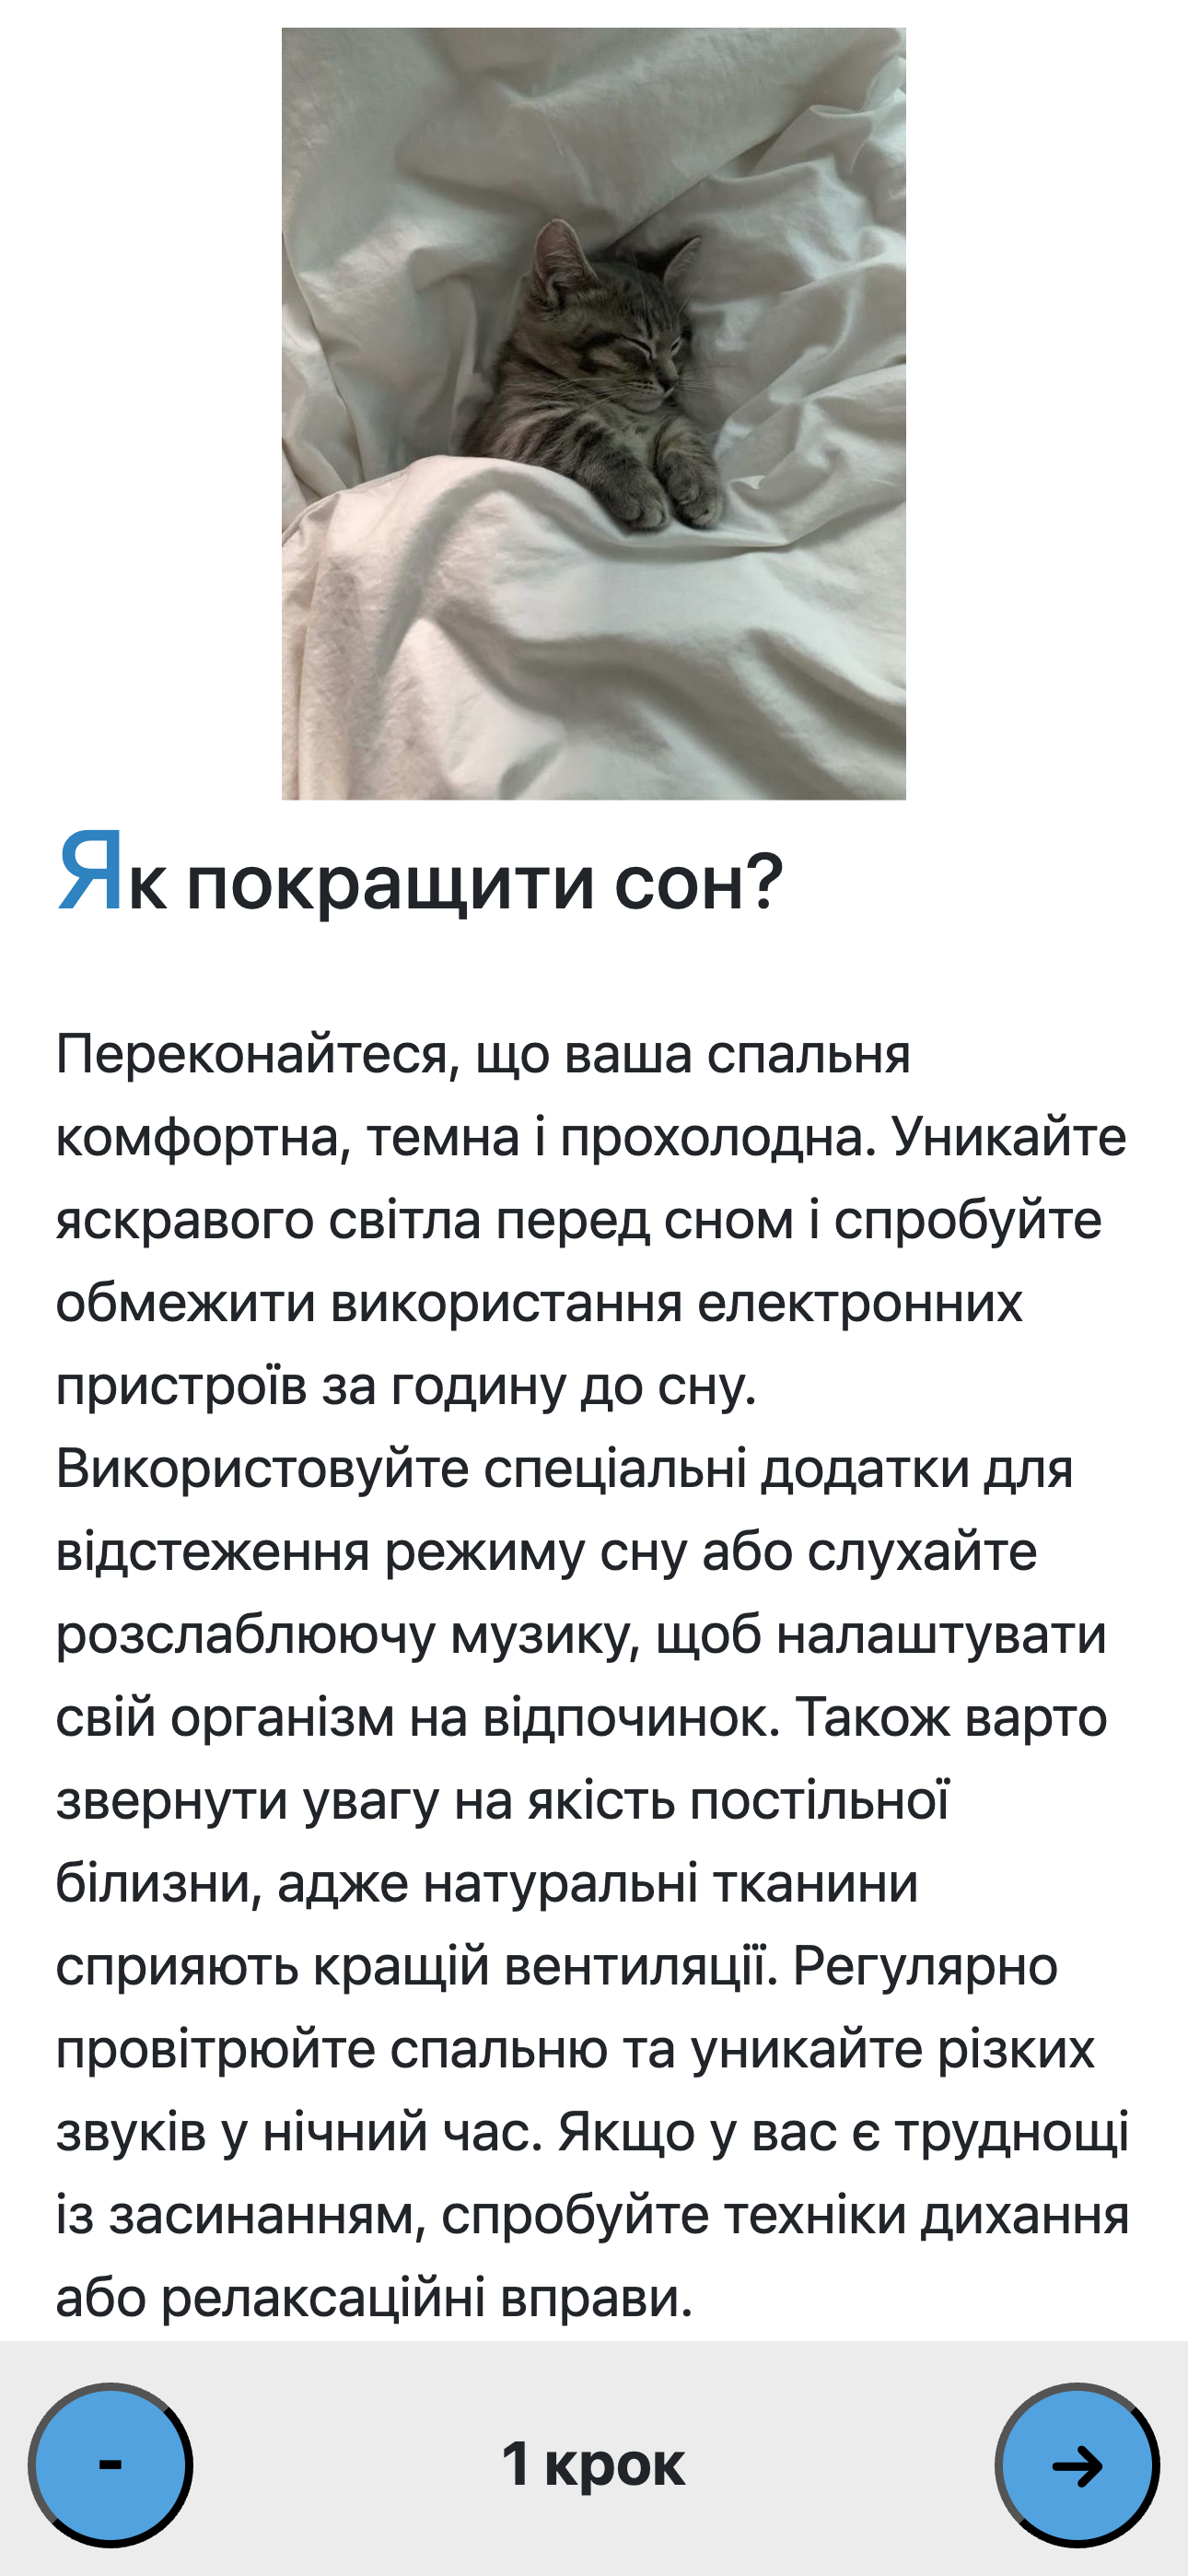 Як покращити сон?
Переконайтеся, що ваша спальня
комфортна, темна і прохолодна. Уникайте
яскравого світла перед сном і спробуйте
обмежити використання електронних
пристроїв за годину до сну.
Використовуйте спеціальні додатки для
відстеження режиму сну або слухайте
розслаблюючу музику, щоб налаштувати
свій організм на відпочинок. Також варто
звернути увагу на якість постільної
білизни, адже натуральні тканини
сприяють кращій вентиляції. Регулярно
провітрюйте спальню та уникайте різких
звуків у нічний час. Якщо у вас є труднощі
із засинанням, спробуйте техніки дихання
або релаксаційні вправи.
- 1 крок →